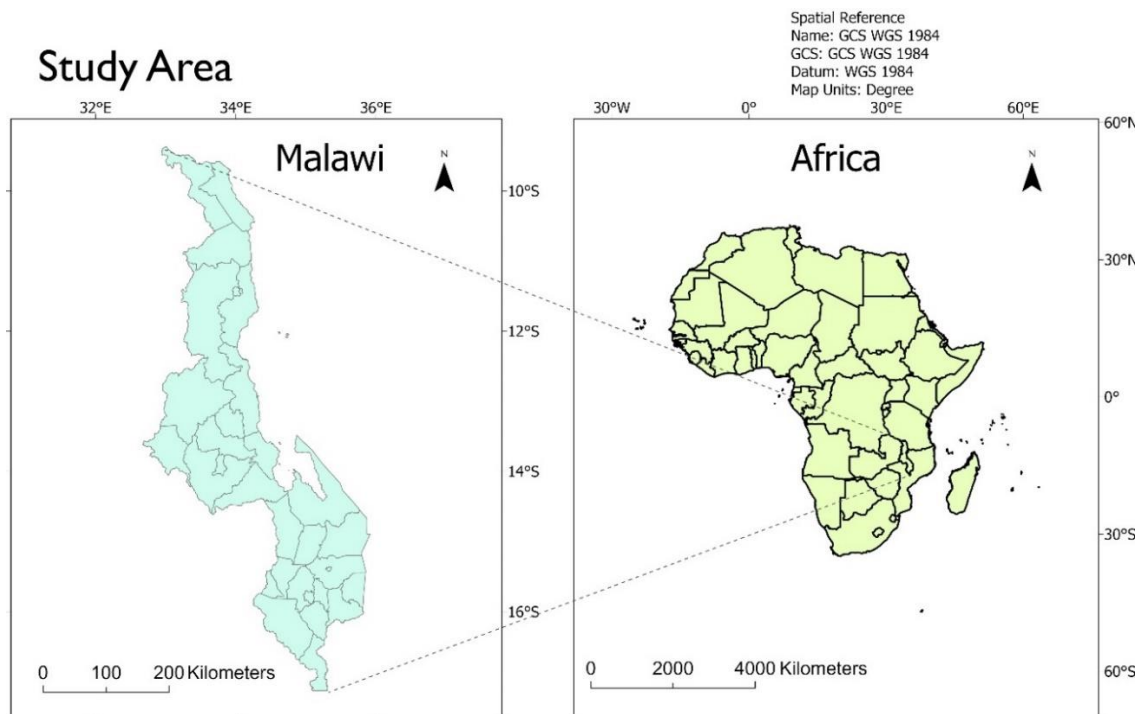 Spatial Reference
Name: GCS WGS 1984
GCS: GCS WGS 1984
Datum: WGS 1984
Map Units: Degree
Study Area
32°E 34°E 36°E
Malawi
N
10°S
12°S
14°S
16°S
0 100 200 Kilometers
30°W 0° 30°E 60°E
Africa
N
60°N
30°N
0°
30°S
60°S
0 2000 4000 Kilometers